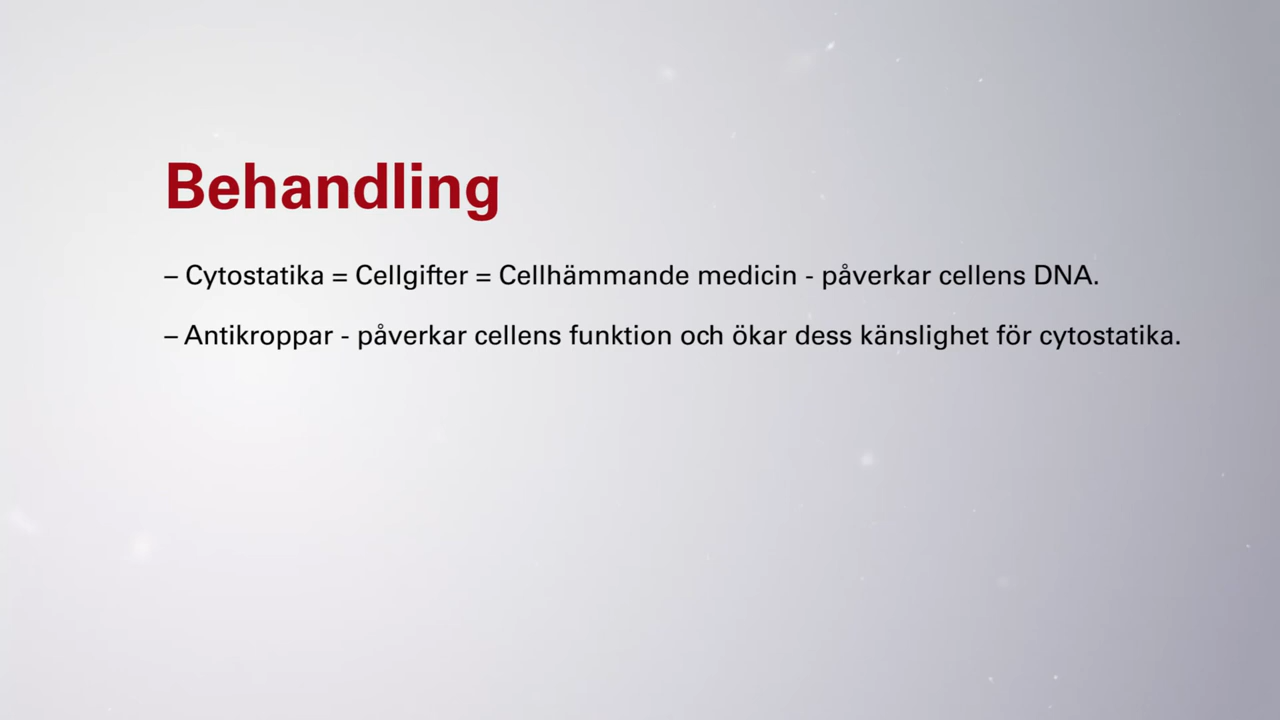 Behandling
– Cytostatika = Cellgifter = Cellhämmande medicin - påverkar cellens DNA.
– Antikroppar - påverkar cellens funktion och ökar dess känslighet för cytostatika.